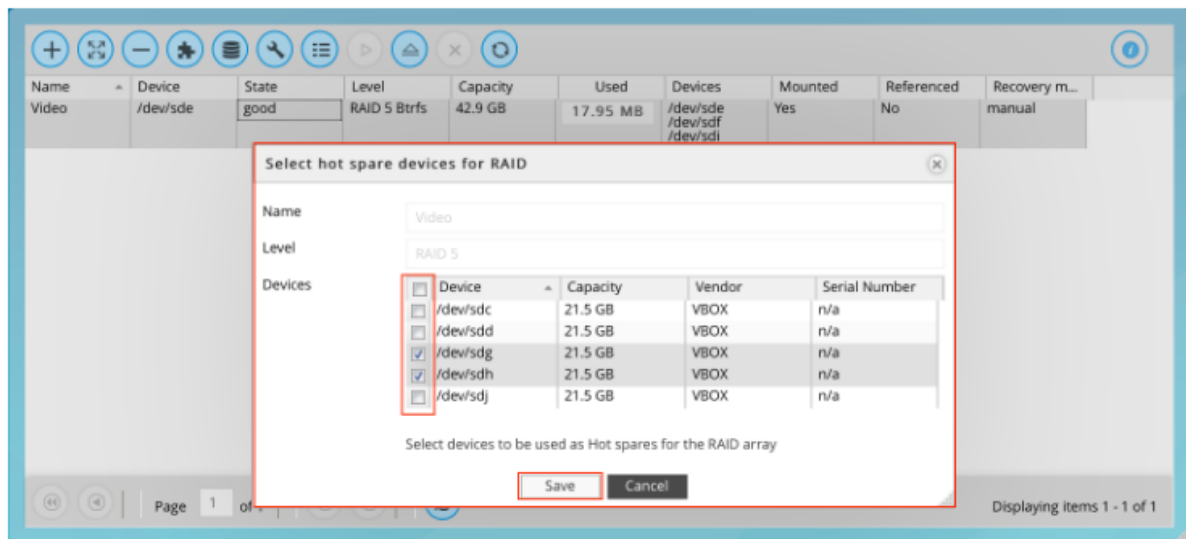 Name Device State Level Capacity Used Devices Mounted Referenced Recovery m...
Video /dev/sde good RAID 5 Btrfs 42.9 GB 17.95 MB /dev/sde Yes No manual
/dev/sdf
/dev/sdi
Select hot spare devices for RAID
Name Video
Level RAID 5
Devices
Device Capacity Vendor Serial Number
/dev/sdc 21.5 GB VBOX n/a
/dev/sdd 21.5 GB VBOX n/a
/dev/sdg 21.5 GB VBOX n/a
/dev/sdh 21.5 GB VBOX n/a
/dev/sdj 21.5 GB VBOX n/a
Select devices to be used as Hot spares for the RAID array
Save Cancel
Page 1 Displaying items 1 - 1 of 1